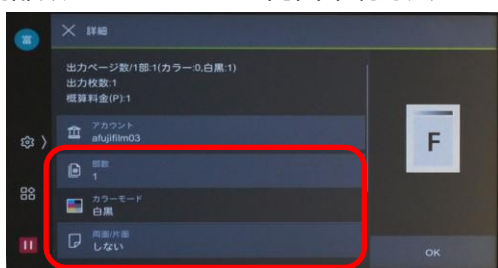 富
詳細
出力ページ数/1部:1(カラー:0,白黒:1)
出力枚数:1
概算料金(P):1
アカウント
afujifilm03
部数
1
カラーモード
白黒
両面/片面
しない
F
OK